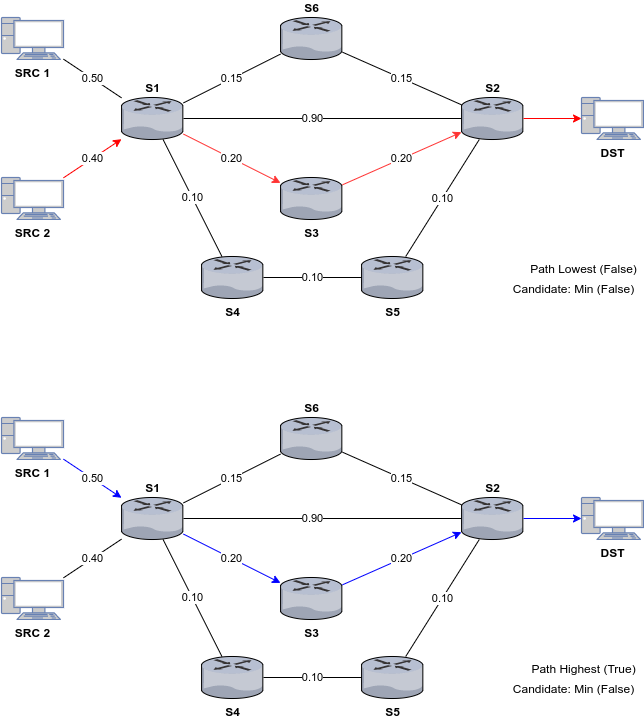 S6
SRC 1
0.50
0.15
0.15
S1
S2
0.90
DST
0.40
0.20
0.20
SRC 2
S3
0.10
0.10
0.10
S4
S5
Path Lowest (False)
Candidate: Min (False)
S6
SRC 1
0.50
0.15
0.15
S1
S2
0.90
DST
0.40
0.20
0.20
SRC 2
S3
0.10
0.10
0.10
S4
S5
Path Highest (True)
Candidate: Min (False)